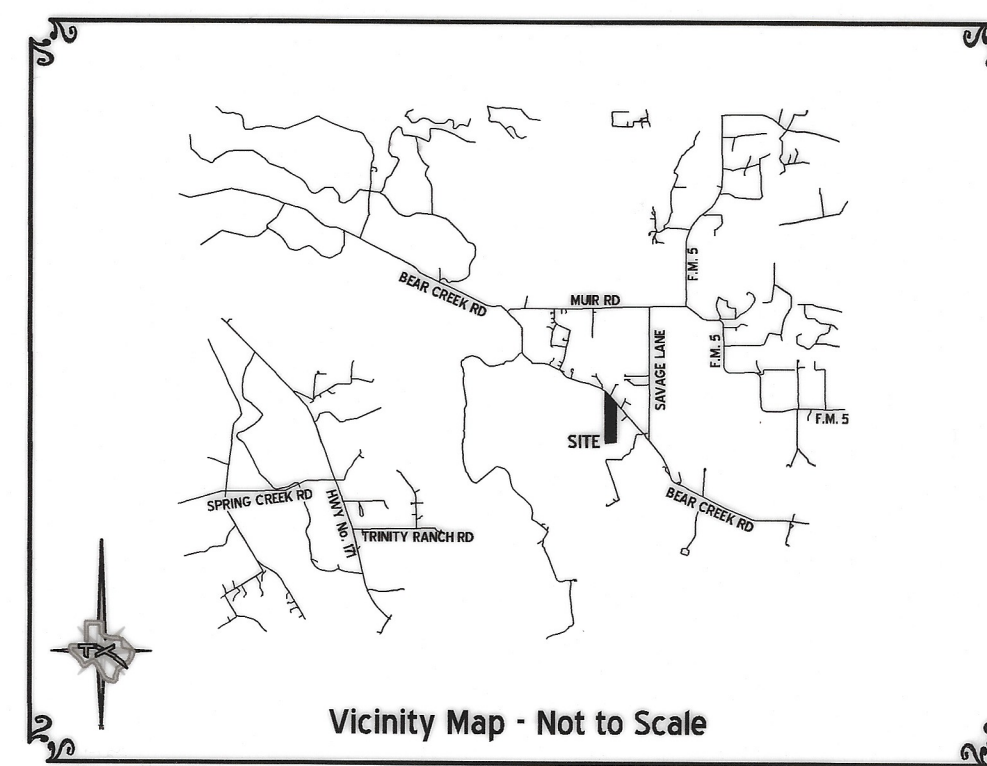 F.M. 5
BEAR CREEK RD
MUIR RD
SAVAGE LANE
F.M. 5
F.M. 5
SITE
SPRING CREEK RD
HWY No. 171
BEAR CREEK RD
TRINITY RANCH RD
TX
Vicinity Map - Not to Scale